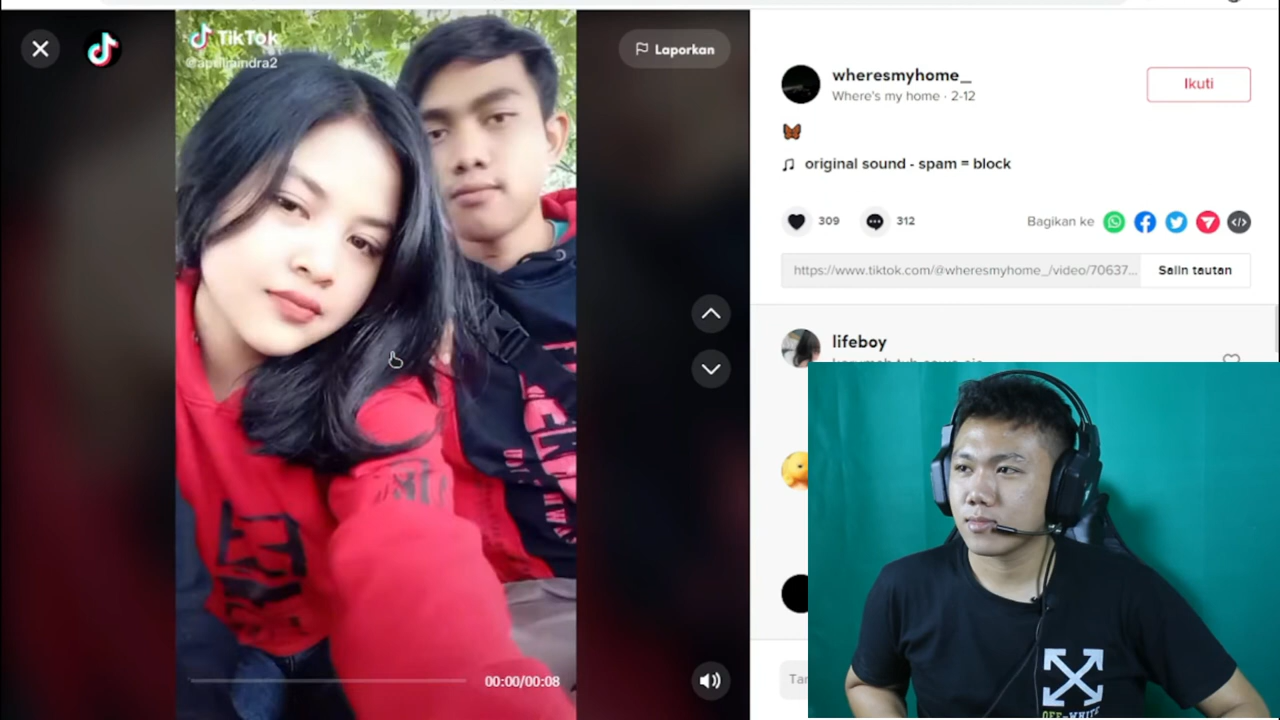 TikTok
Laporkan
wheresmyhome_
Where's my home · 2-12
Ikuti
original sound - spam = block
309
312
Bagikan ke
https://www.tiktok.com/@wheresmyhome_/video/70637...
Salin tautan
lifeboy
00:00/00:08
OFF-WHITE